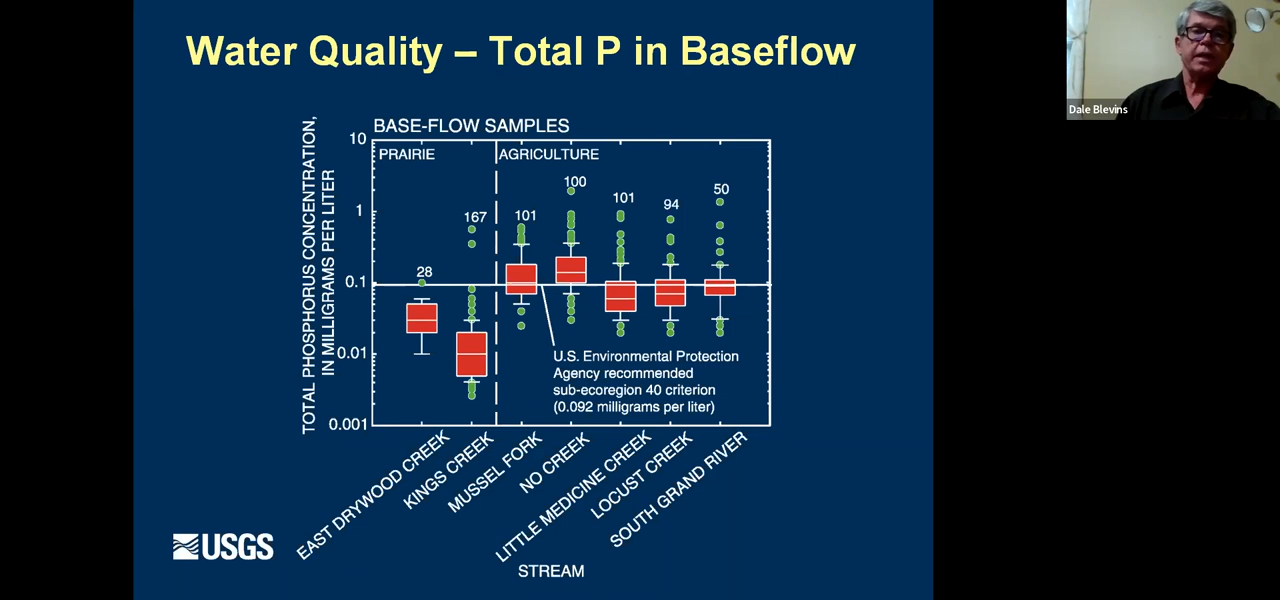 Water Quality – Total P in Baseflow
Dale Blevins
BASE-FLOW SAMPLES
TOTAL PHOSPHORUS CONCENTRATION,
IN MILLIGRAMS PER LITER
10
1
0.1
0.01
0.001
PRAIRIE
AGRICULTURE
28
167
101
100
101
94
50
U.S. Environmental Protection
Agency recommended
sub-ecoregion 40 criterion
(0.092 milligrams per liter)
EAST DRYWOOD CREEK
KINGS CREEK
MUSSEL FORK
NO CREEK
LITTLE MEDICINE CREEK
LOCUST CREEK
SOUTH GRAND RIVER
STREAM
USGS